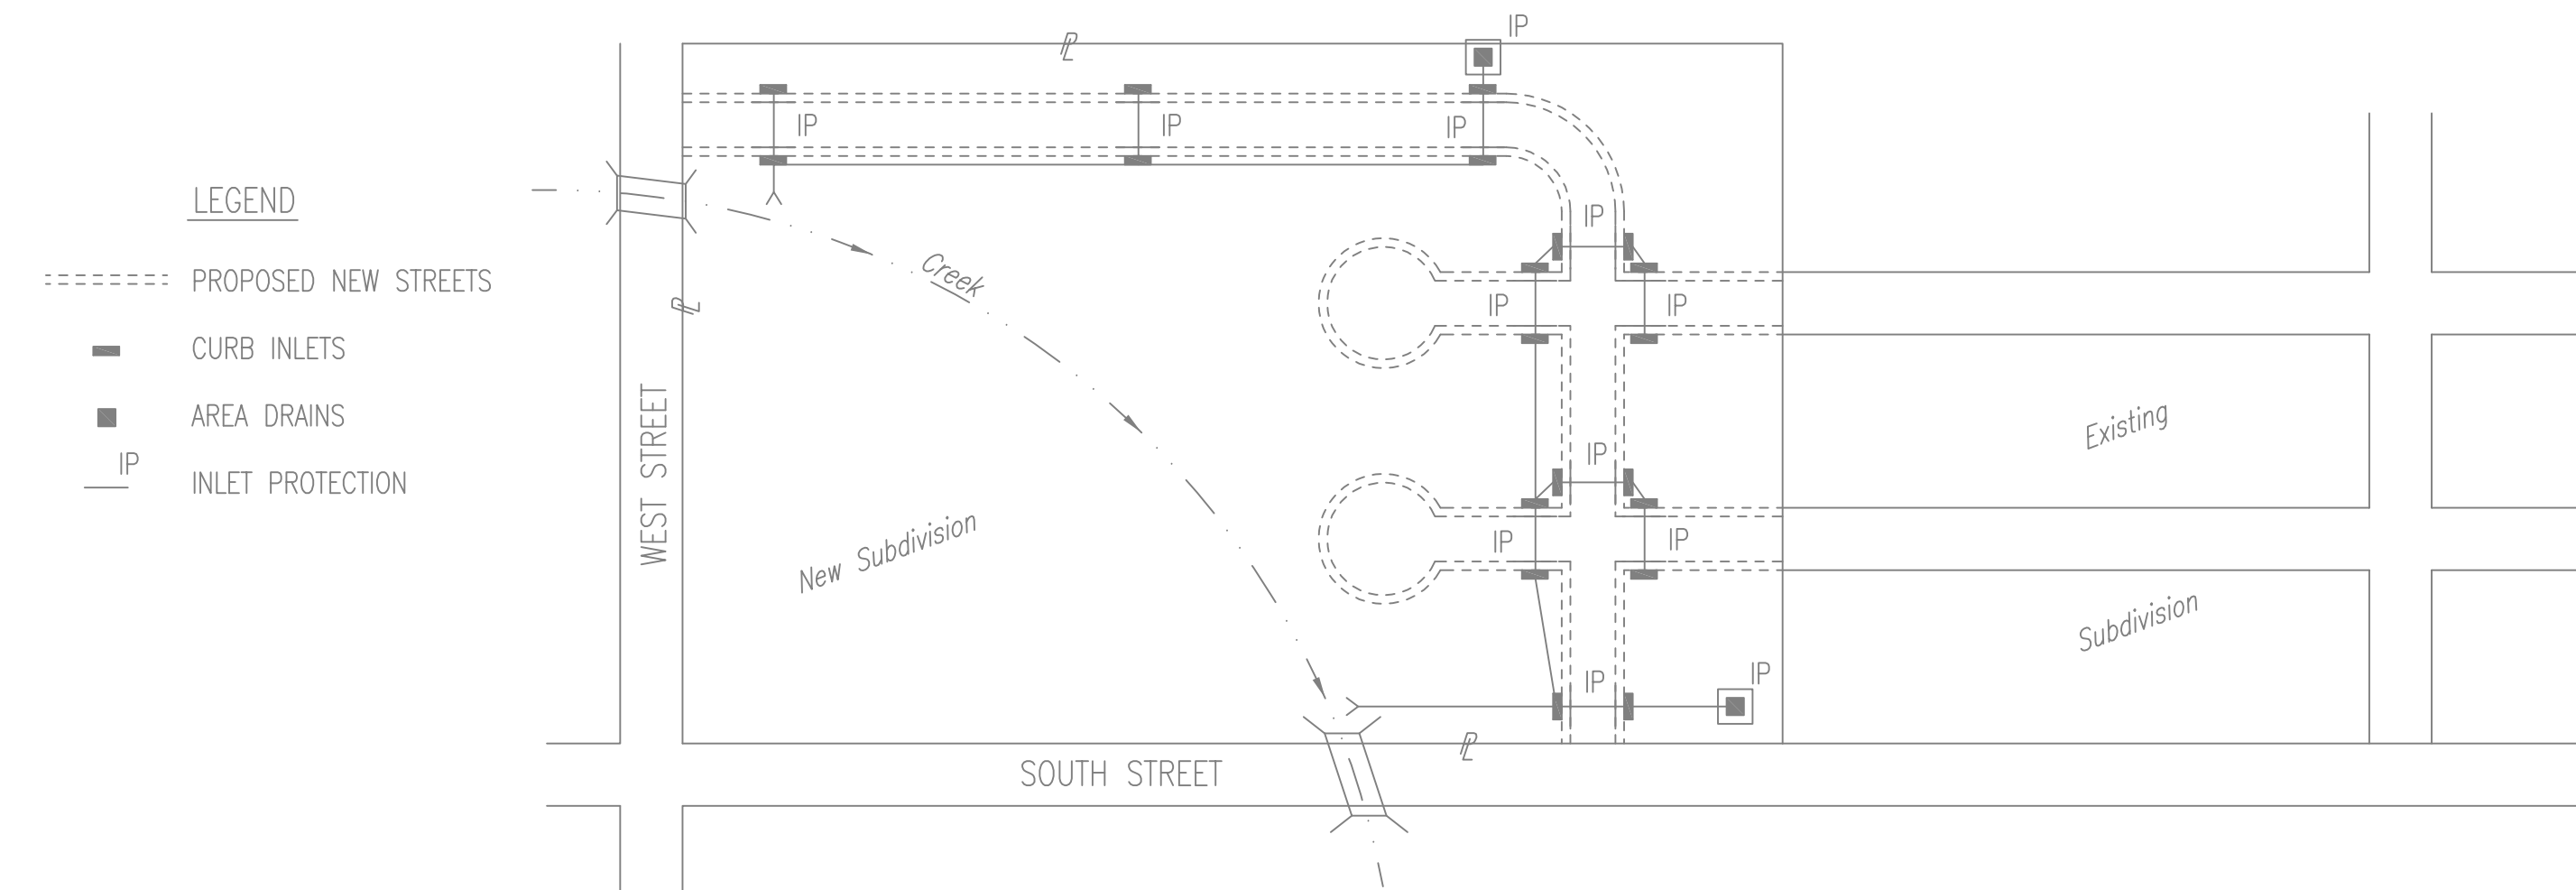 IP
℄
IP
IP
IP
LEGEND
IP
PROPOSED NEW STREETS
Creek
℄
IP
IP
CURB INLETS
AREA DRAINS
WEST STREET
Existing
IP
IP
INLET PROTECTION
New Subdivision
IP
IP
Subdivision
IP
IP
SOUTH STREET
℄